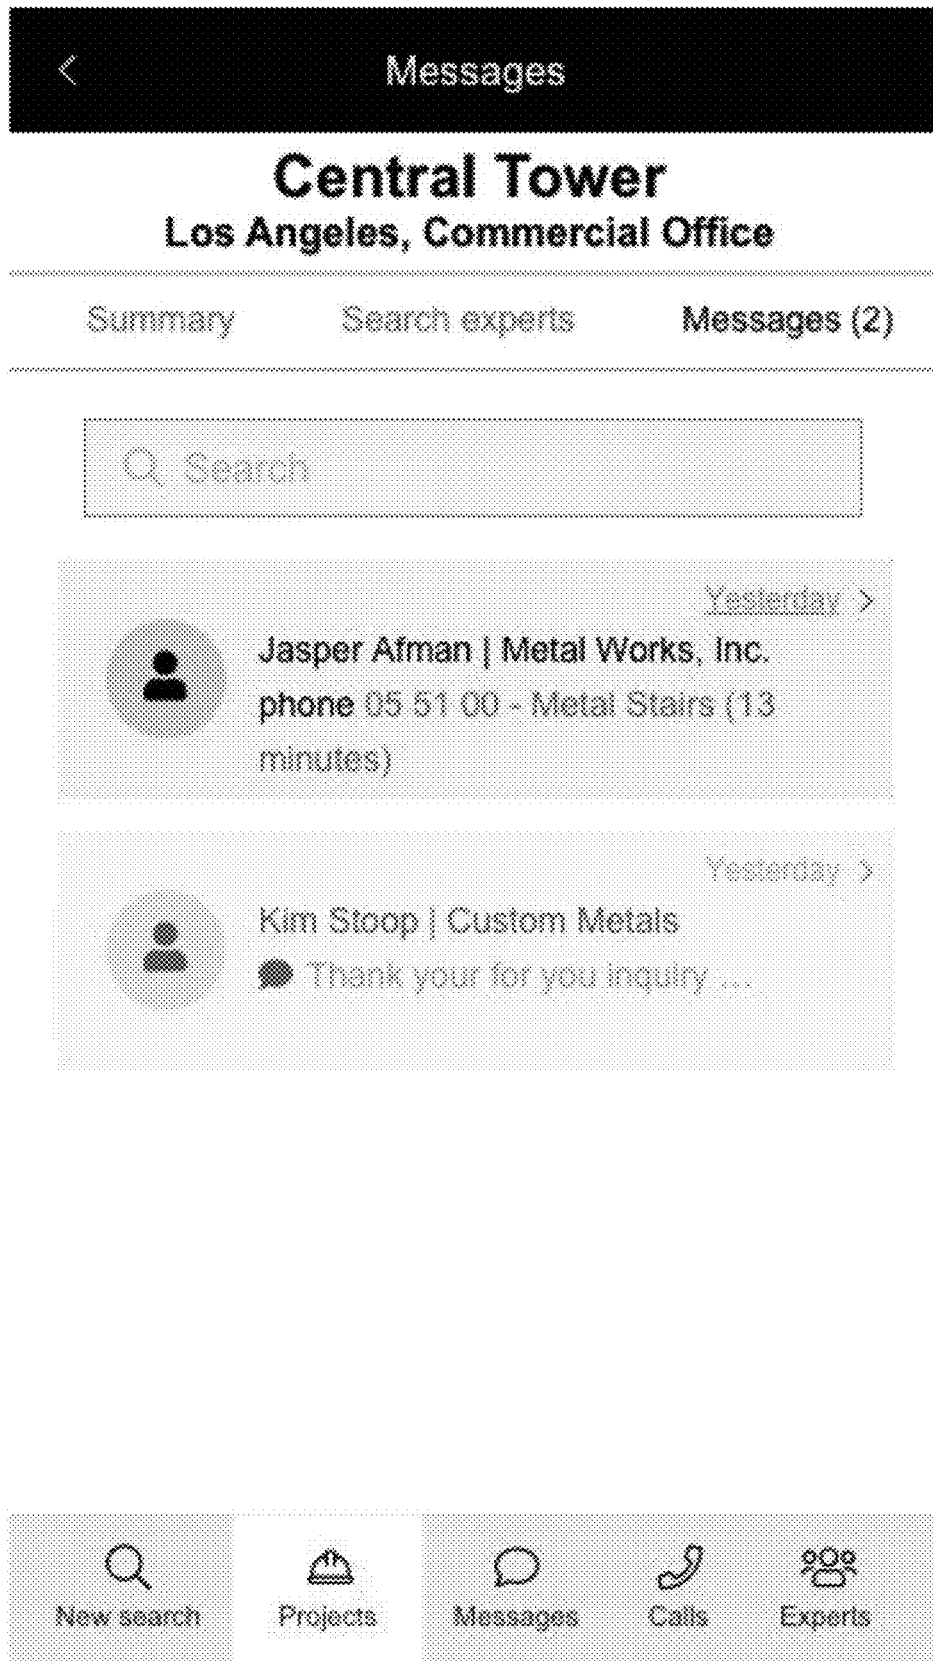 Messages
Central Tower
Los Angeles, Commercial Office
Summary Search experts Messages (2)
Search
Yesterday
Jasper Afman | Metal Works, Inc.
phone 05 51 00 - Metal Stairs (13
minutes)
Yesterday
Kim Stoop | Custom Metals
Thank your for you inquiry ...
New search Projects Messages Calls Experts